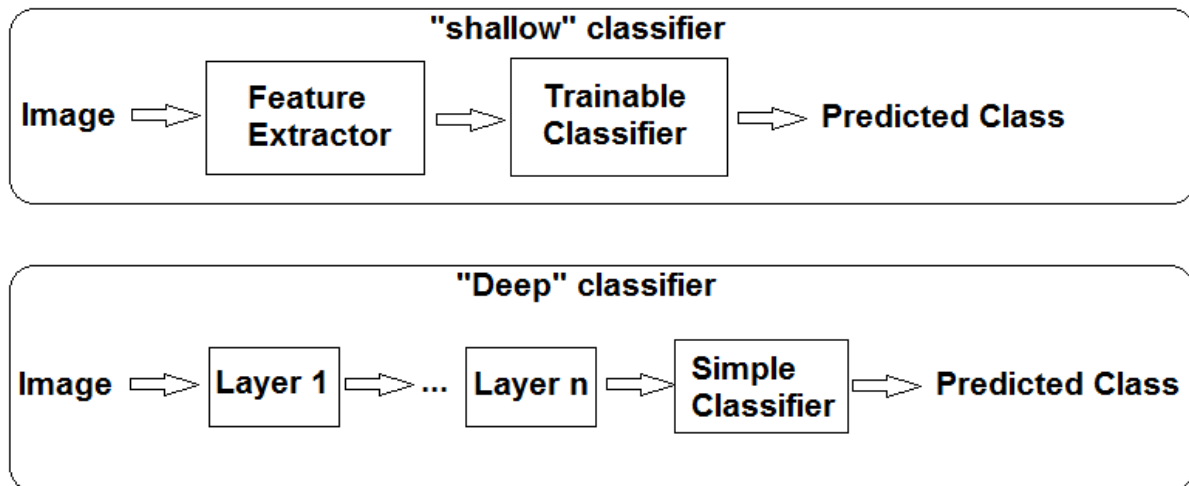 "shallow" classifier
Image
Feature
Extractor
Trainable
Classifier
Predicted Class
"Deep" classifier
Image
Layer 1
...
Layer n
Simple
Classifier
Predicted Class